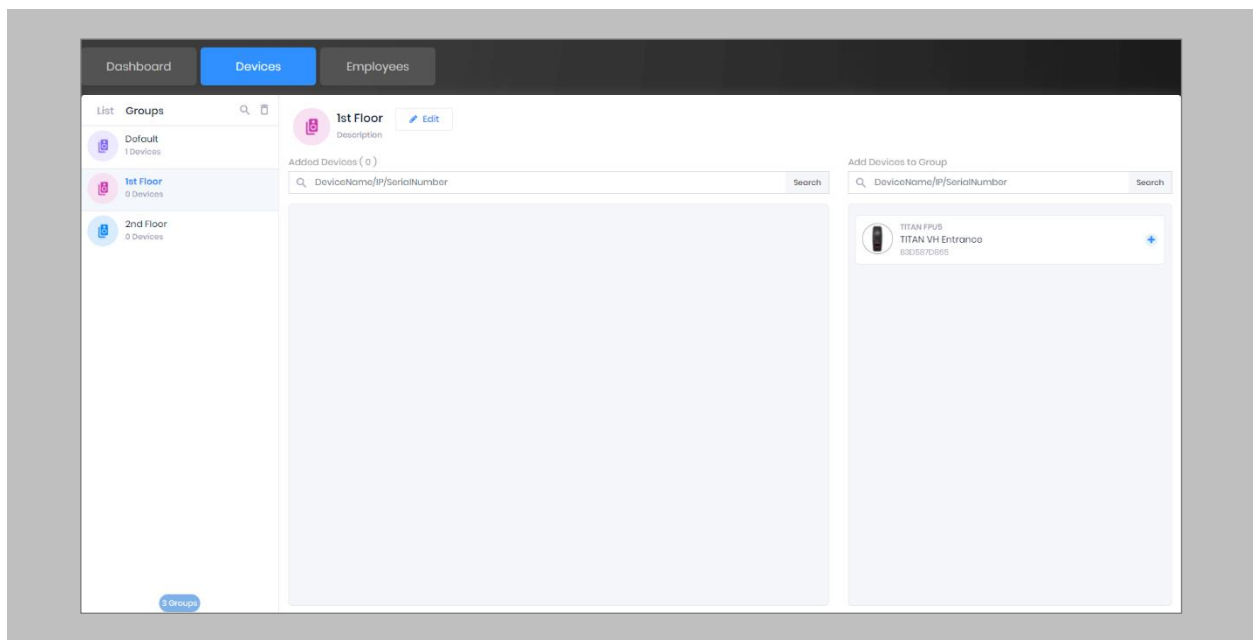 Dashboard
Devices
Employees
List Groups
Default
1 Devices
1st Floor
0 Devices
2nd Floor
0 Devices
3 Groups
1st Floor
Edit
Description
Added Devices ( 0 )
DeviceName/IP/SerialNumber
Search
Add Devices to Group
DeviceName/IP/SerialNumber
Search
TITAN FPU5
TITAN VH Entrance